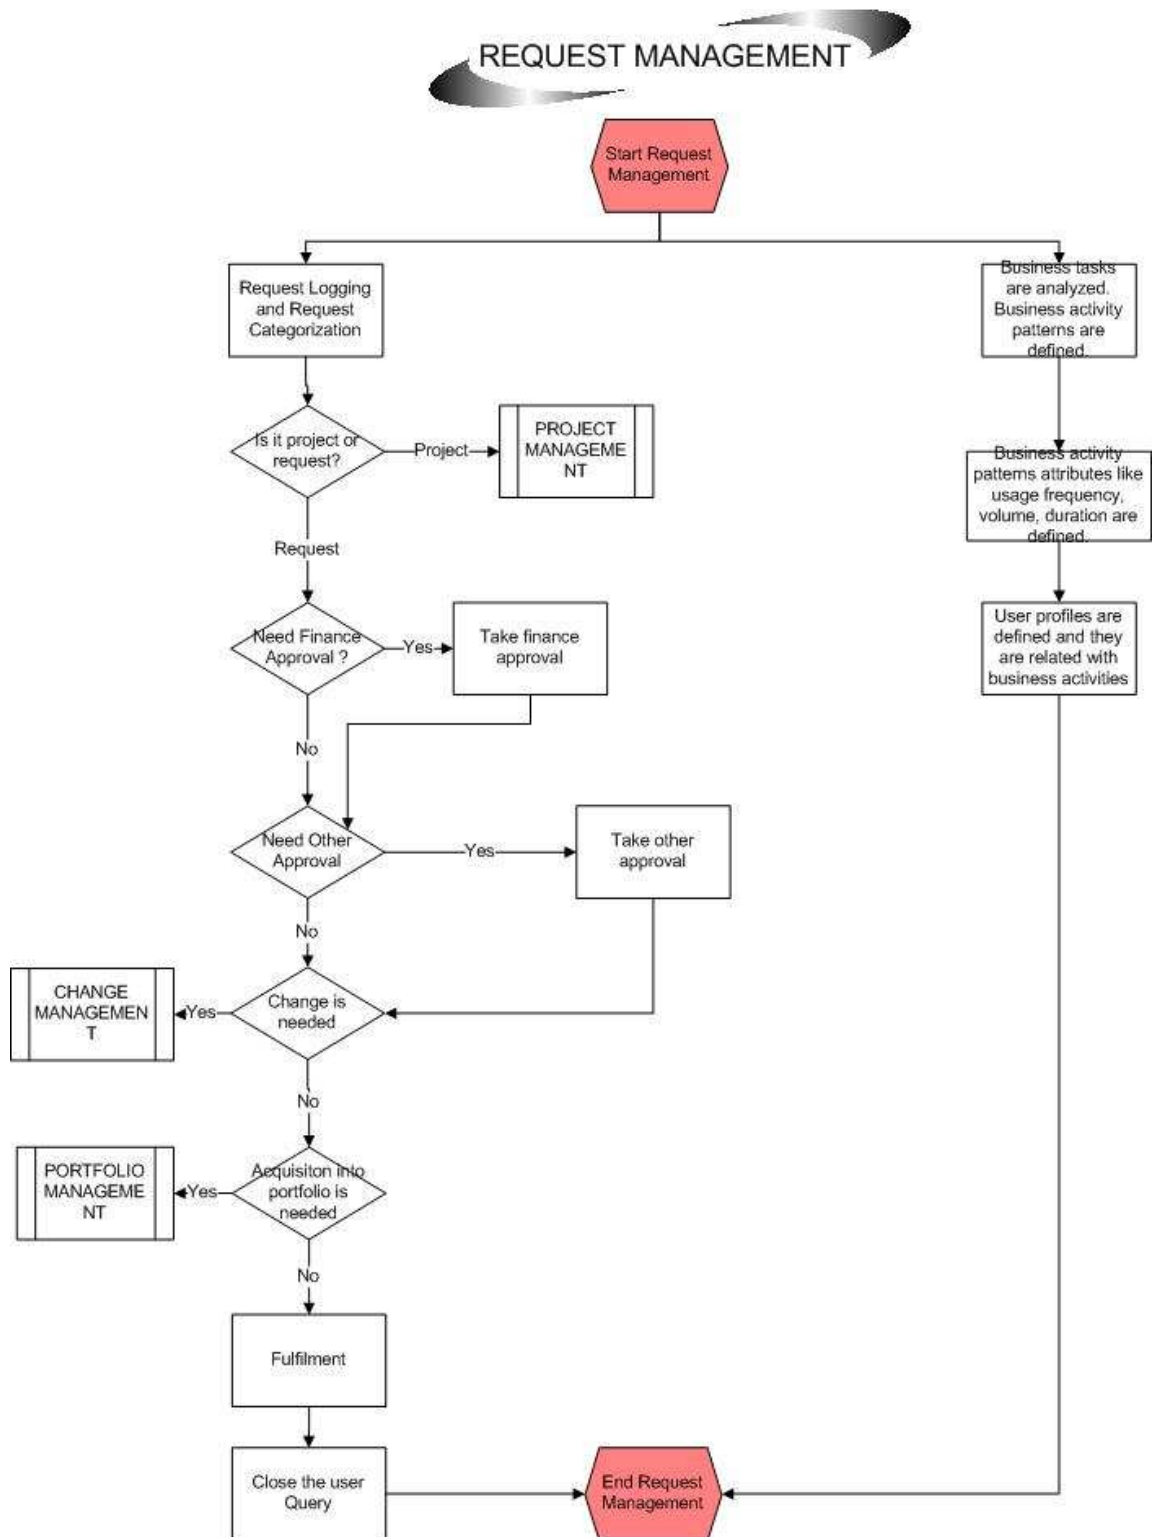 REQUEST MANAGEMENT
Start Request
Management
Request Logging
and Request
Categorization
Business tasks
are analyzed.
Business activity
patterns are
defined.
Is it project or
request?
Project
PROJECT
MANAGEME
NT
Business activity
patterns attributes like
usage frequency,
volume, duration are
defined.
Request
Need Finance
Approval ?
Yes
Take finance
approval
User profiles are
defined and they
are related with
business activities
No
Need Other
Approval
Yes
Take other
approval
No
CHANGE
MANAGEMEN
T
Yes
Change is
needed
No
PORTFOLIO
MANAGEME
NT
Yes
Acquisiton into
portfolio is
needed
No
Fulfilment
Close the user
Query
End Request
Management